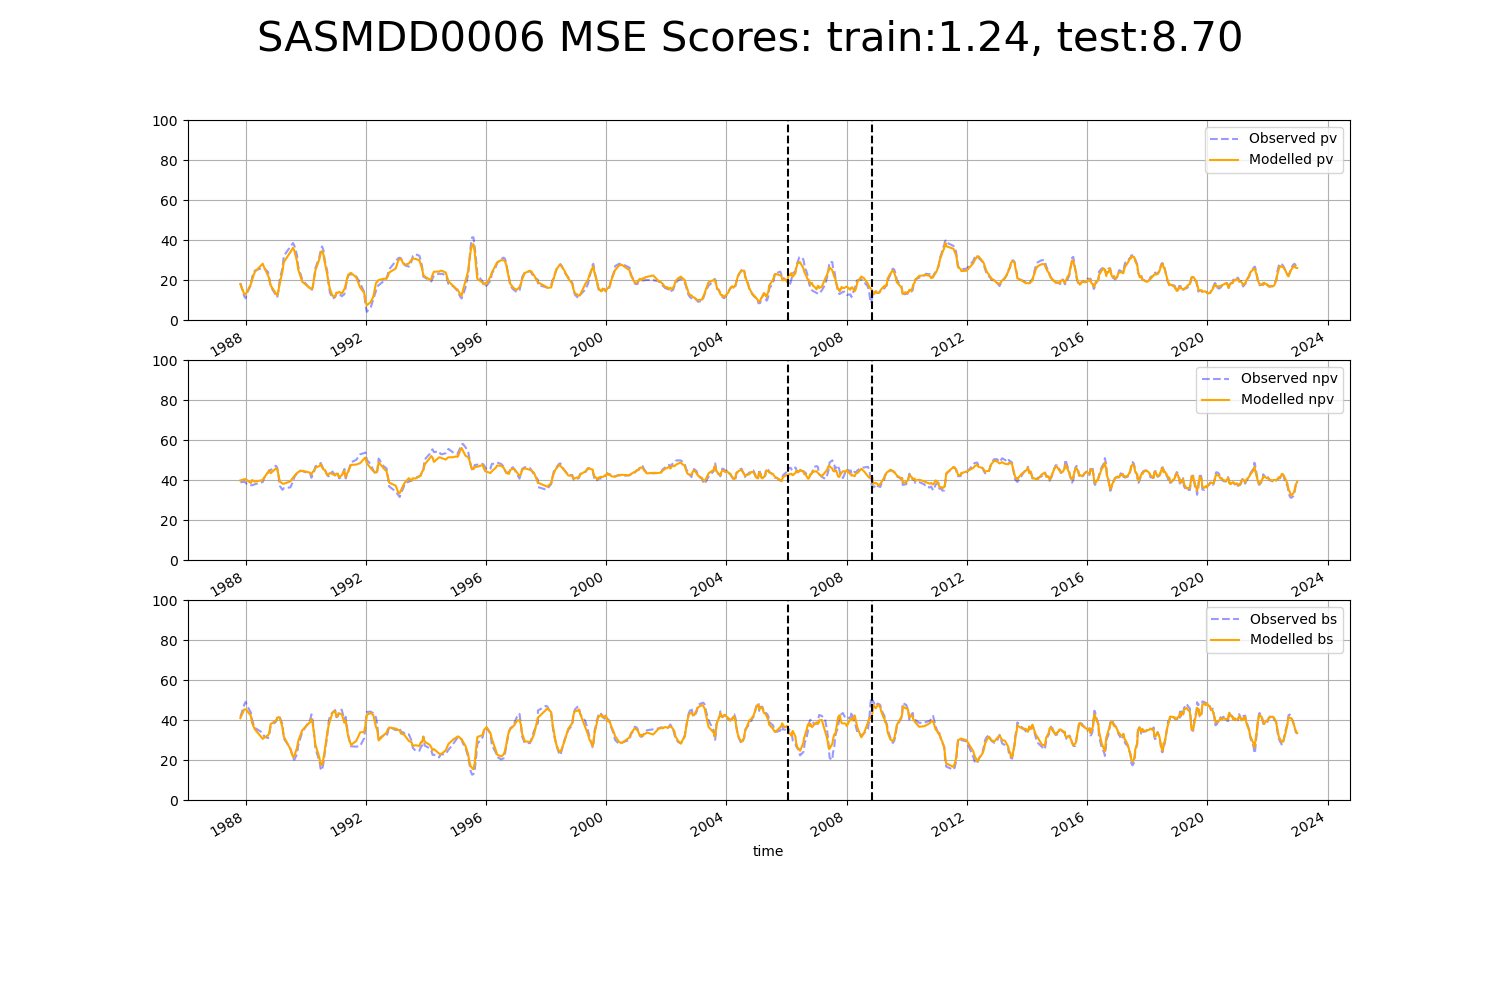 SASMDD0006 MSE Scores: train:1.24, test:8.70
100
80
60
40
20
0
Observed pv
Modelled pv
1988 1992 1996 2000 2004 2008 2012 2016 2020 2024
100
80
60
40
20
0
Observed npv
Modelled npv
1988 1992 1996 2000 2004 2008 2012 2016 2020 2024
100
80
60
40
20
0
Observed bs
Modelled bs
1988 1992 1996 2000 2004 2008 2012 2016 2020 2024
time